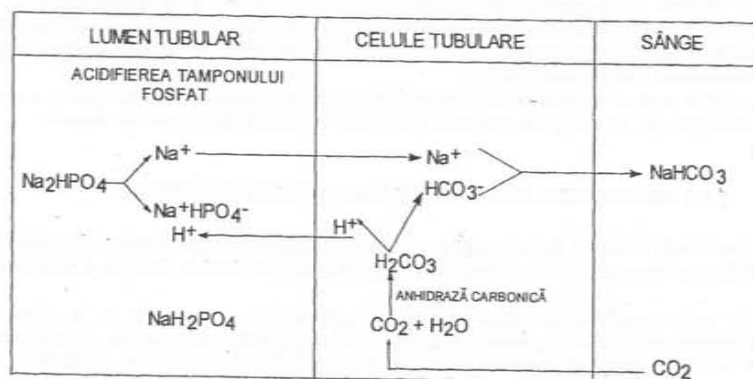 LUMEN TUBULAR
CELULE TUBULARE
SÂNGE
ACIDIFIEREA TAMPONULUI
FOSFAT
Na₂HPO₄
Na⁺
Na⁺HPO₄⁻
H⁺
NaH₂PO₄
Na⁺
HCO₃⁻
H⁺
H₂CO₃
ANHIDRAZĂ CARBONICĂ
CO₂ + H₂O
NaHCO₃
CO₂